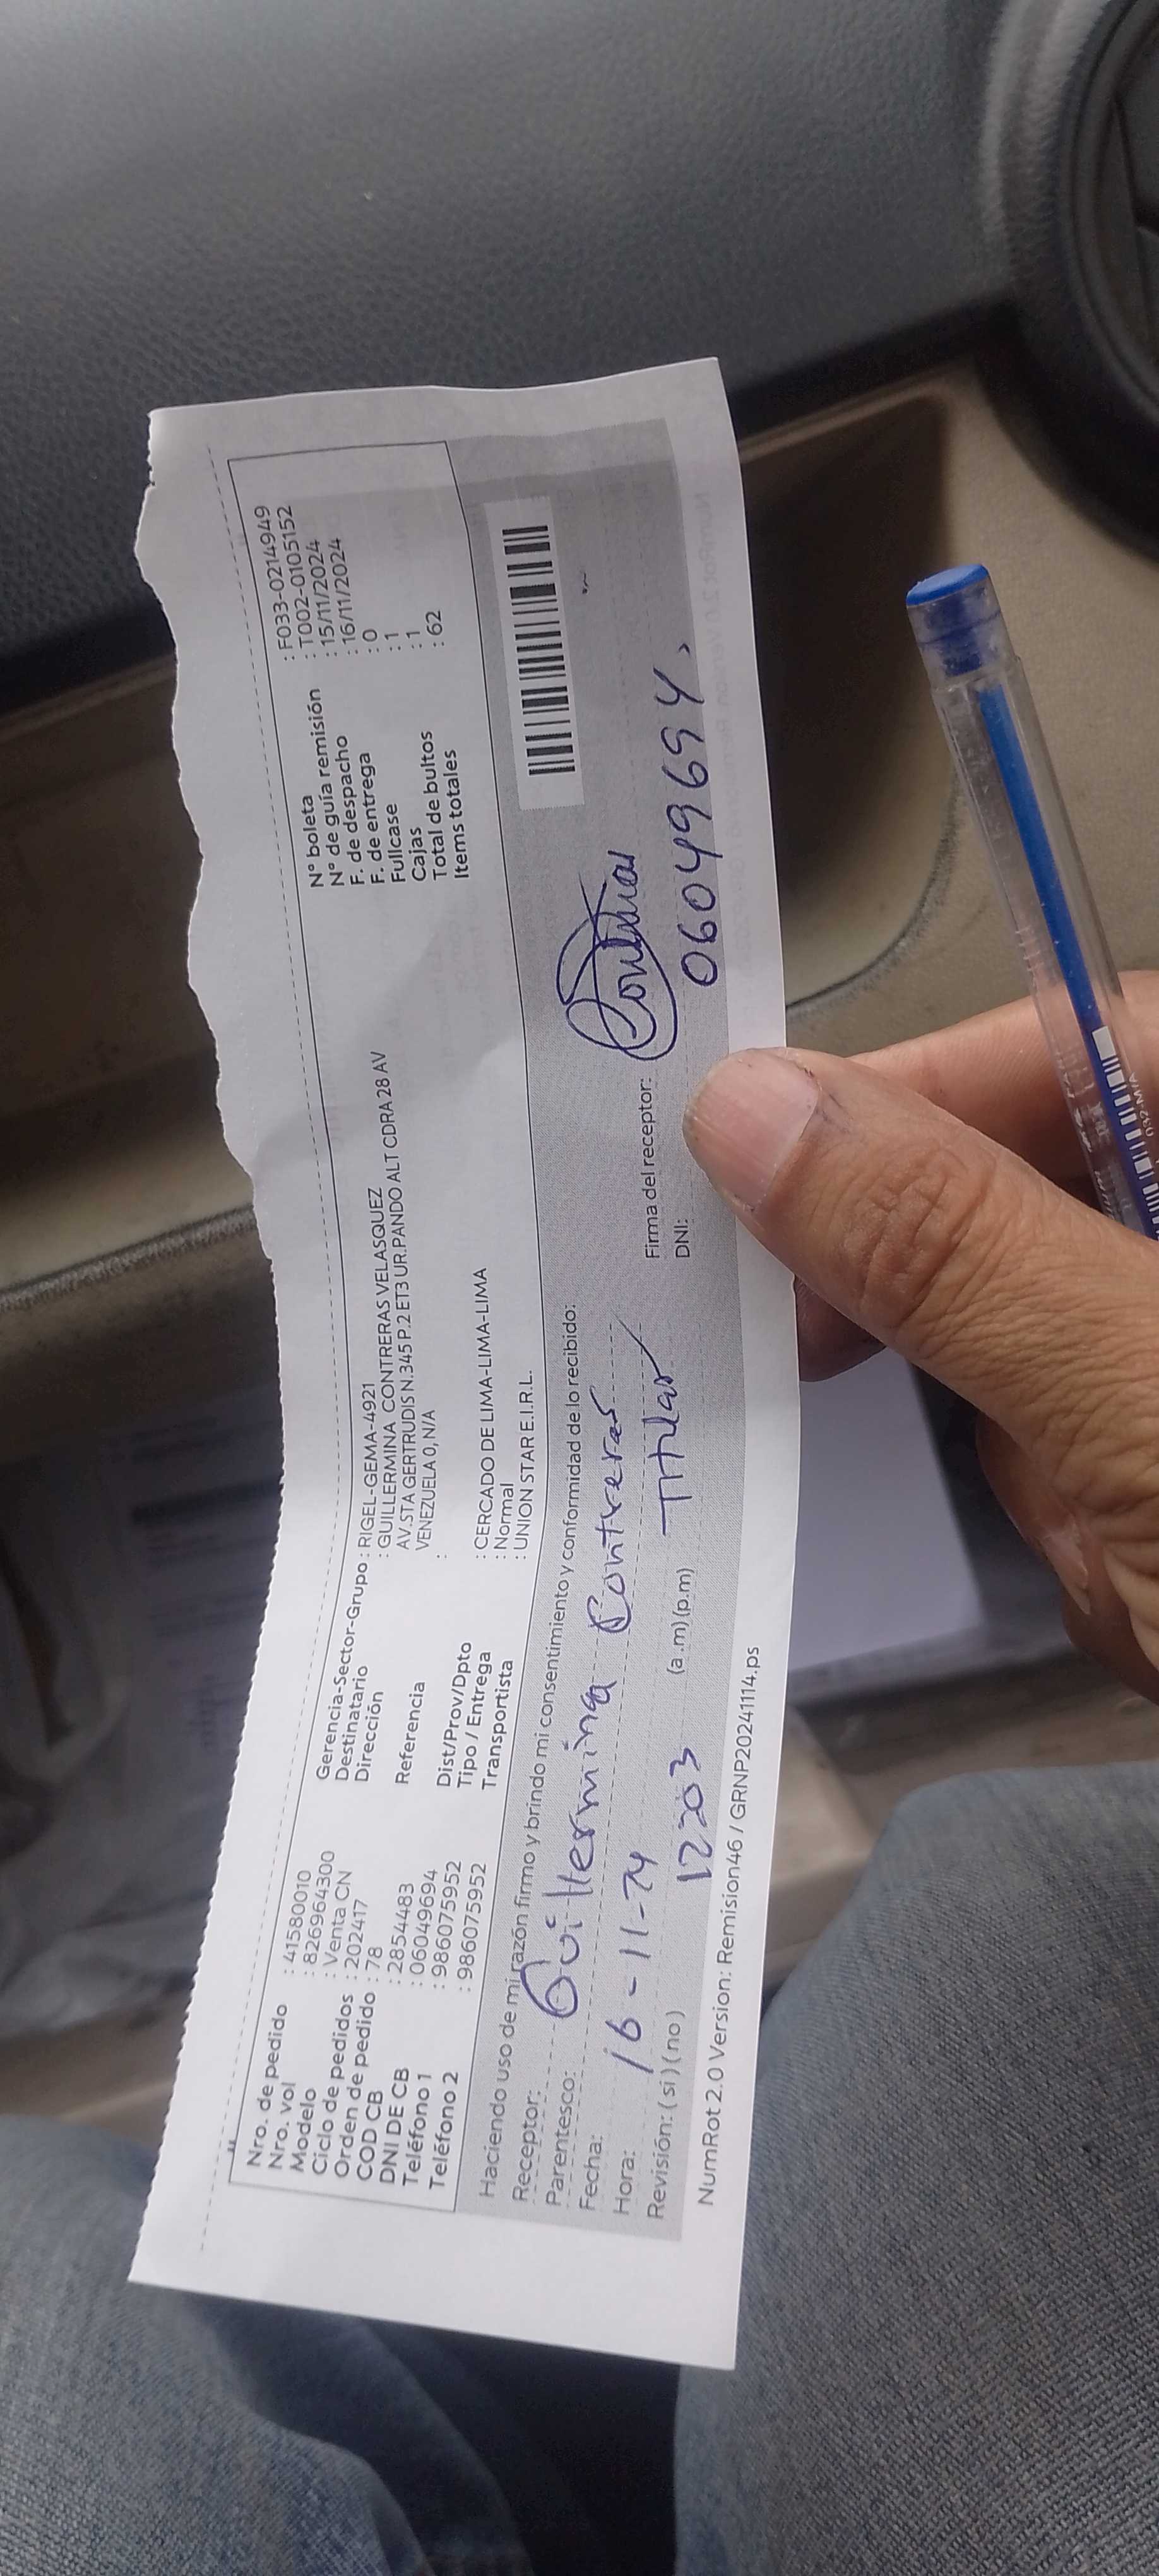 Nro. de pedido : 41580010
Nro. vol : 826964300
Modelo : Venta CN
Ciclo de pedidos : 202417
Orden de pedido : 78
COD CB : 2854483
DNI DE CB : 06049694
Teléfono 1 : 986075952
Teléfono 2 : 986075952
Gerencia-Sector-Grupo : RIGEL-GEMA-4921
Destinatario : GUILLERMINA CONTRERAS VELASQUEZ
Dirección AV.STA GERTRUDIS N.345 P.2 ET3 UR.PANDO ALT CDRA 28 AV
VENEZUELA 0, N/A
Referencia :
Dist/Prov/Dpto : CERCADO DE LIMA-LIMA-LIMA
Tipo / Entrega : Normal
Transportista : UNION STAR E.I.R.L.
N° boleta : F033-0214949
N° de guía remisión : T002-0105152
F. de despacho : 15/11/2024
F. de entrega : 16/11/2024
Fullcase : 0
Cajas : 1
Total de bultos : 1
Items totales : 62
Haciendo uso de mi razón firmo y brindo mi consentimiento y conformidad de lo recibido:
Receptor: Guillermina Contreras
Parentesco: Titular
Fecha: 16-11-24
Hora: 12203 (a.m) (p.m)
Revisión: ( si ) ( no )
Firma del receptor: Contreras
DNI: 06049694
NumRot 2.0 Version: Remision46 / GRNP20241114.ps